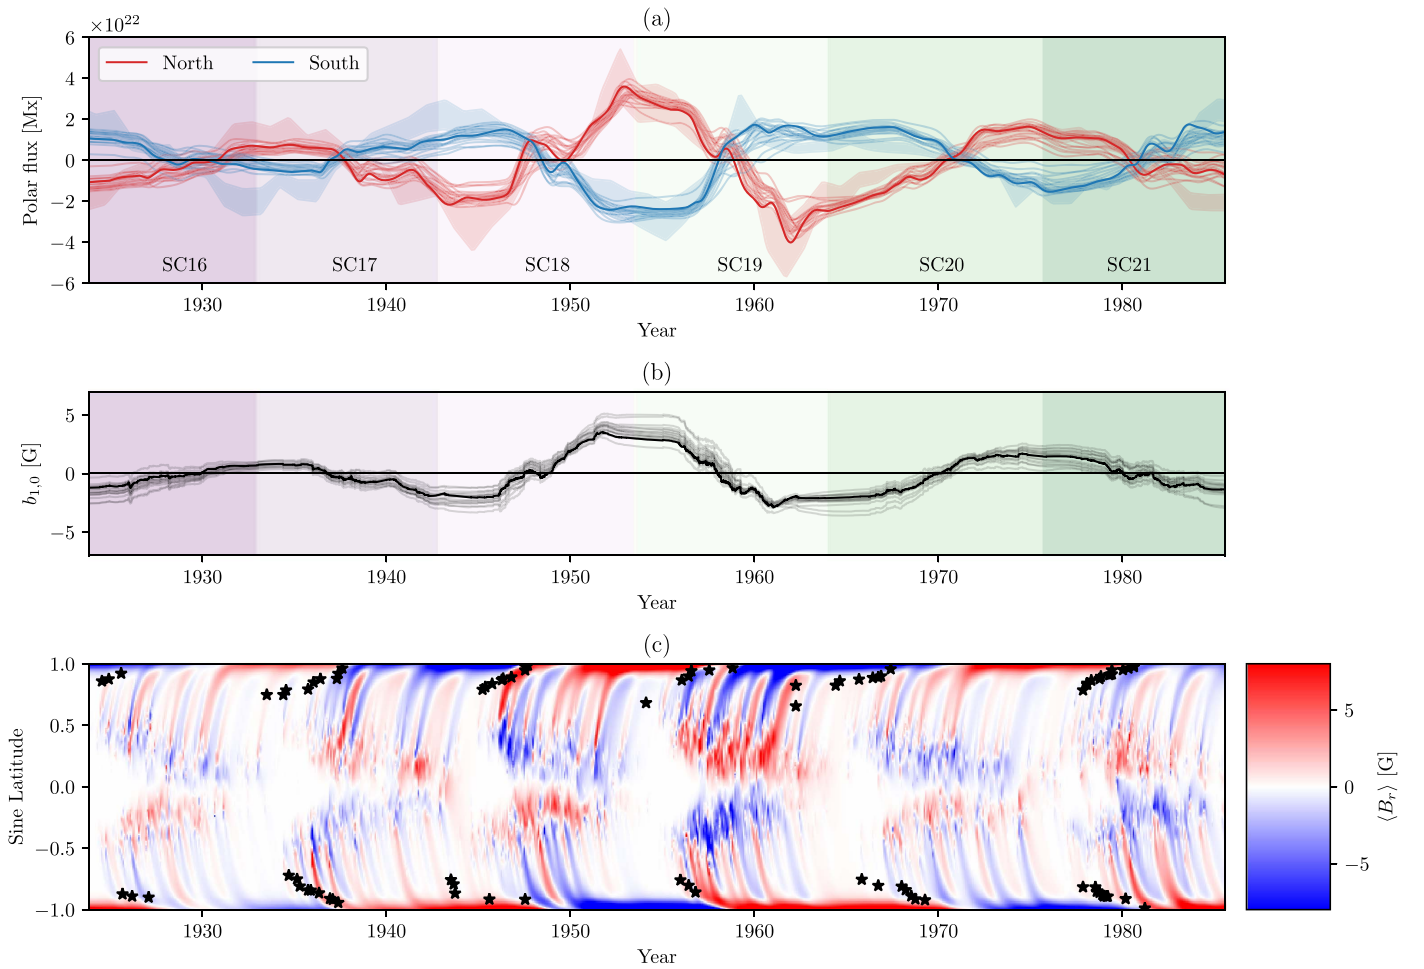 (a)
×10²²
6
4
2
0
−2
−4
−6
Polar flux [Mx]
North South
SC16 SC17 SC18 SC19 SC20 SC21
1930 1940 1950 1960 1970 1980
Year
(b)
5
0
−5
b₁,₀ [G]
1930 1940 1950 1960 1970 1980
Year
(c)
1.0
0.5
0.0
−0.5
−1.0
Sine Latitude
1930 1940 1950 1960 1970 1980
Year
5
0
−5
⟨Bᵣ⟩ [G]